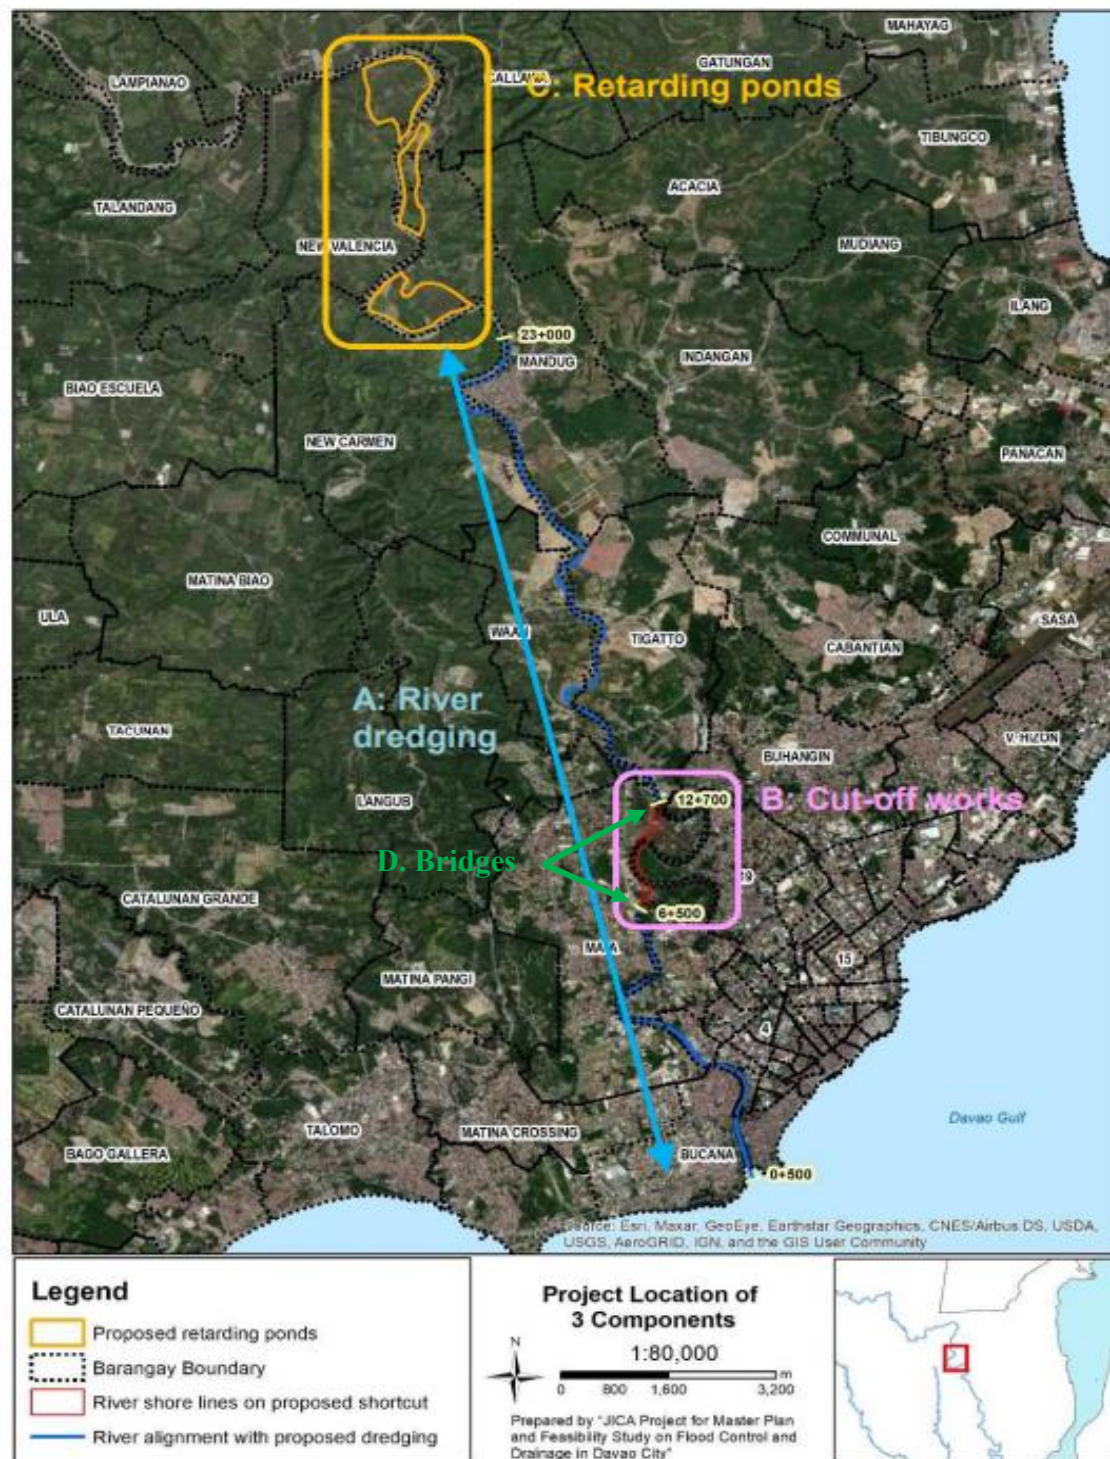 MAHAYAG
GATUNGAN
LAMPIANAO
CALLAWA
C: Retarding ponds
TIBUNGCO
ACACIA
TALANDANG
NEW VALENCIA
MUDIANG
ILANG
23+000
MANDUG
INDANGAN
BIAO ESCUELA
NEW CARMEN
PANACAN
COMMUNAL
MATINA BIAO
ULA
SASA
WAAN
TIGATTO
CABANTIAN
A: River
dredging
TACUNAN
V. HIZON
BUHANGIN
LANGUB
12+700
B: Cut-off works
D. Bridges
19
CATALUNAN GRANDE
6+500
MAA
15
MATINA PANGI
CATALUNAN PEQUEÑO
4
Davao Gulf
TALOMO
MATINA CROSSING
BAGO GALLERA
BUCANA
0+500
Source: Esri, Maxar, GeoEye, Earthstar Geographics, CNES/Airbus DS, USDA,
USGS, AeroGRID, IGN, and the GIS User Community
Legend
Proposed retarding ponds
Barangay Boundary
River shore lines on proposed shortcut
River alignment with proposed dredging
Project Location of
3 Components
N
1:80,000
m
0 800 1,600 3,200
Prepared by "JICA Project for Master Plan
and Feasibility Study on Flood Control and
Drainage in Davao City"